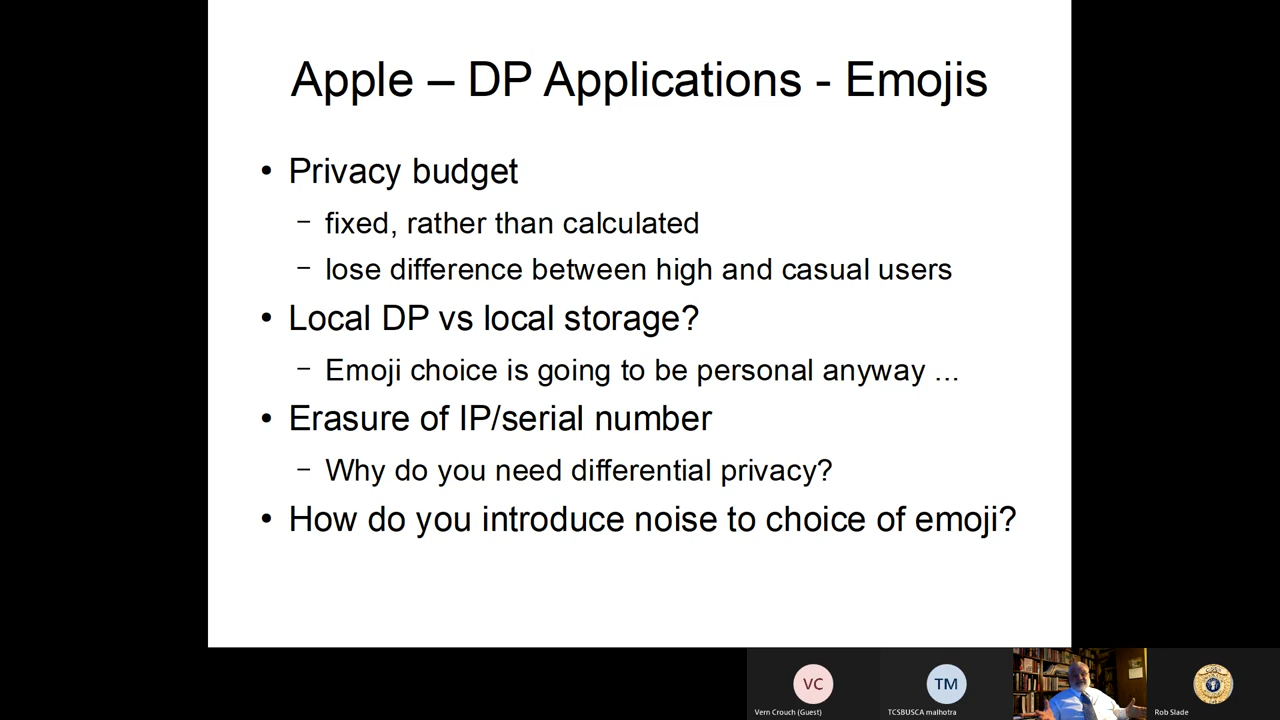 Apple – DP Applications - Emojis
• Privacy budget
– fixed, rather than calculated
– lose difference between high and casual users
• Local DP vs local storage?
– Emoji choice is going to be personal anyway ...
• Erasure of IP/serial number
– Why do you need differential privacy?
• How do you introduce noise to choice of emoji?
VC
TM
Vern Crouch (Guest)
TCSBUSCA malhotra
Rob Slade